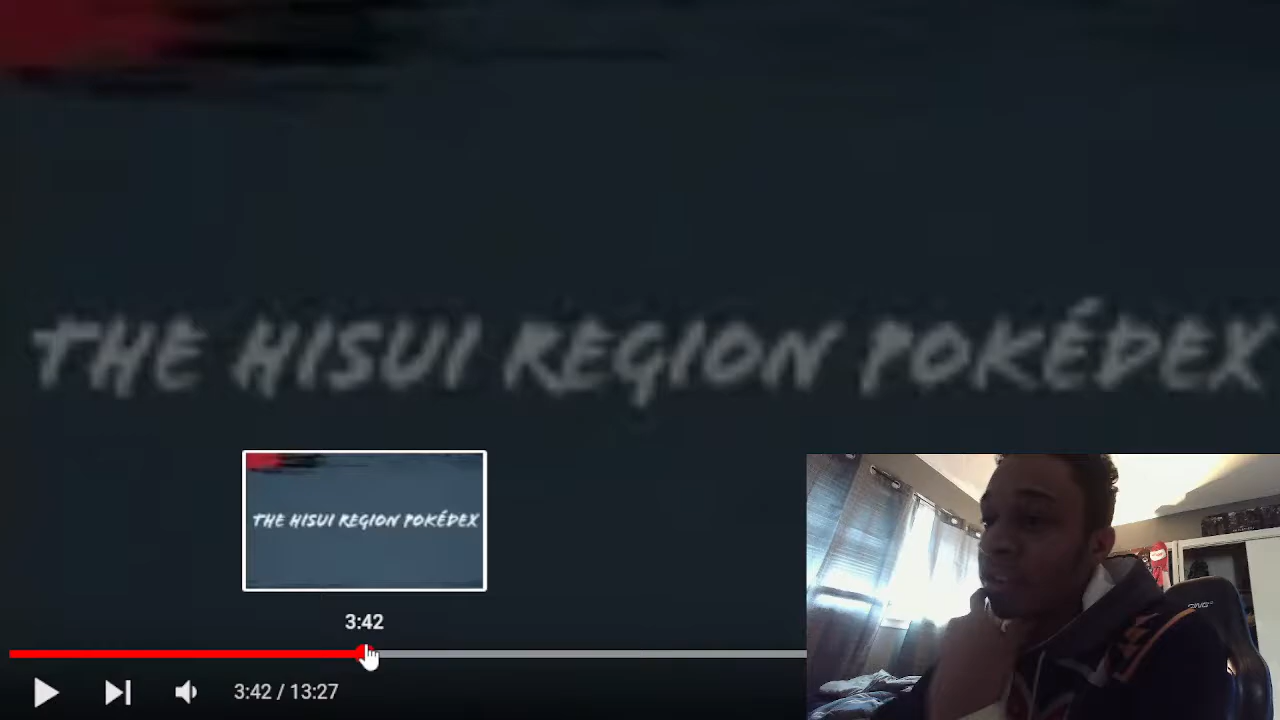 THE HISUI REGION POKÉDEX
THE HISUI REGION POKÉDEX
3:42
3:42 / 13:27